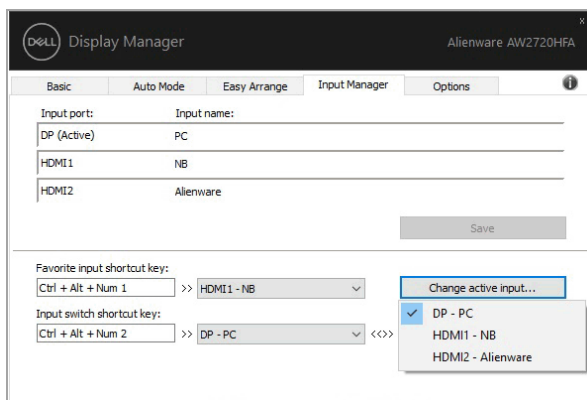 DELL Display Manager Alienware AW2720HFA
x
Basic Auto Mode Easy Arrange Input Manager Options i
Input port: Input name:
DP (Active) PC
HDMI1 NB
HDMI2 Alienware
Save
Favorite input shortcut key:
Ctrl + Alt + Num 1 >> HDMI1 - NB Change active input...
Input switch shortcut key:
Ctrl + Alt + Num 2 >> DP - PC <<>>
✓ DP - PC
HDMI1 - NB
HDMI2 - Alienware